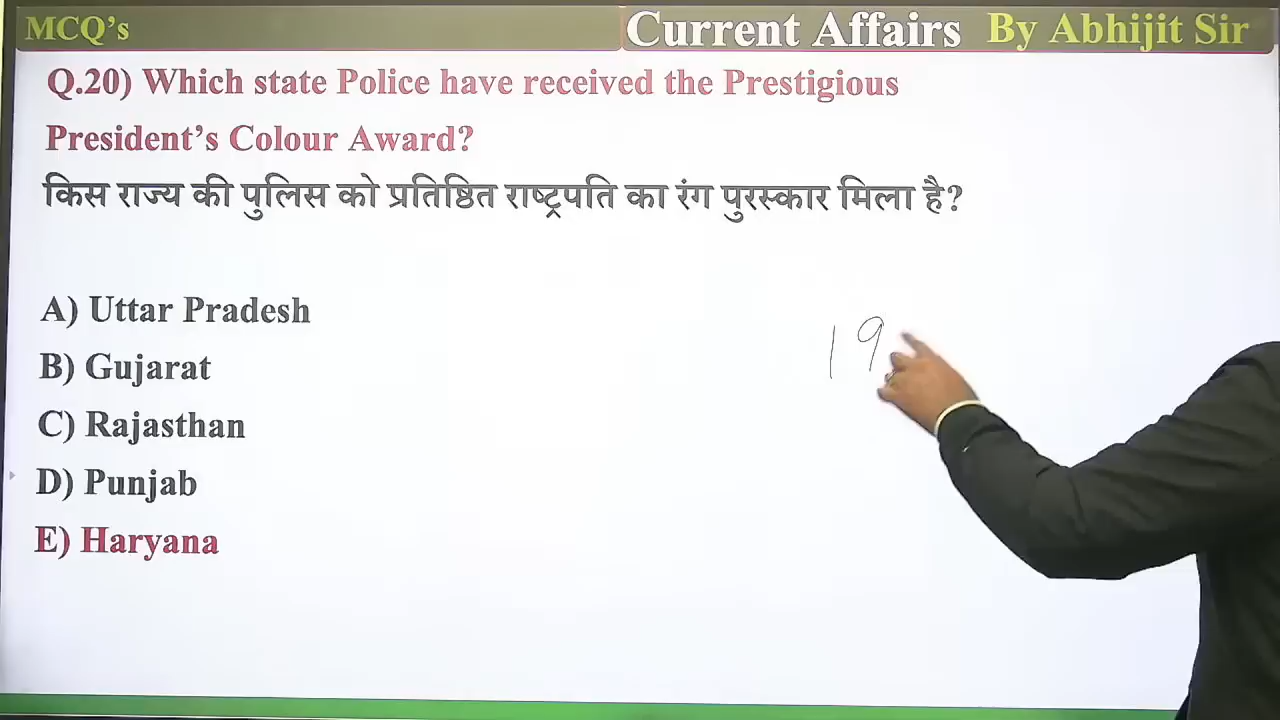 MCQ’s
Current Affairs By Abhijit Sir
Q.20) Which state Police have received the Prestigious
President’s Colour Award?
किस राज्य की पुलिस को प्रतिष्ठित राष्ट्रपति का रंग पुरस्कार मिला है?
A) Uttar Pradesh
B) Gujarat
C) Rajasthan
D) Punjab
E) Haryana
19